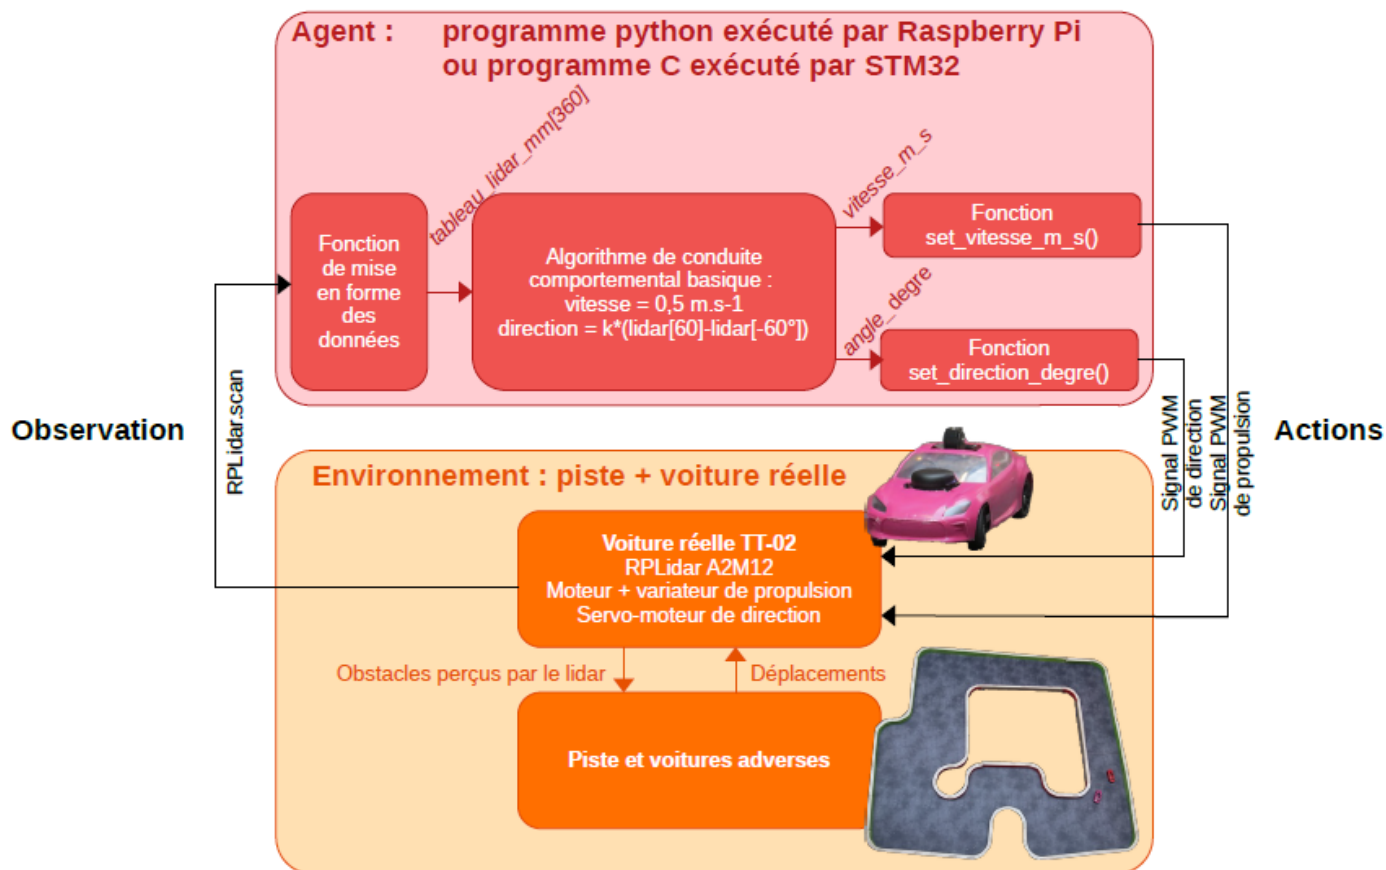 Agent : programme python exécuté par Raspberry Pi
ou programme C exécuté par STM32
tableau_lidar_mm[360]
vitesse_m_s
angle_degre
Fonction
de mise
en forme
des
données
Algorithme de conduite
comportemental basique :
vitesse = 0,5 m.s-1
direction = k*(lidar[60]-lidar[-60°])
Fonction
set_vitesse_m_s()
Fonction
set_direction_degre()
Observation
RPLidar.scan
Signal PWM
de direction
Signal PWM
de propulsion
Actions
Environnement : piste + voiture réelle
Voiture réelle TT-02
RPLidar A2M12
Moteur + variateur de propulsion
Servo-moteur de direction
Obstacles perçus par le lidar
Déplacements
Piste et voitures adverses